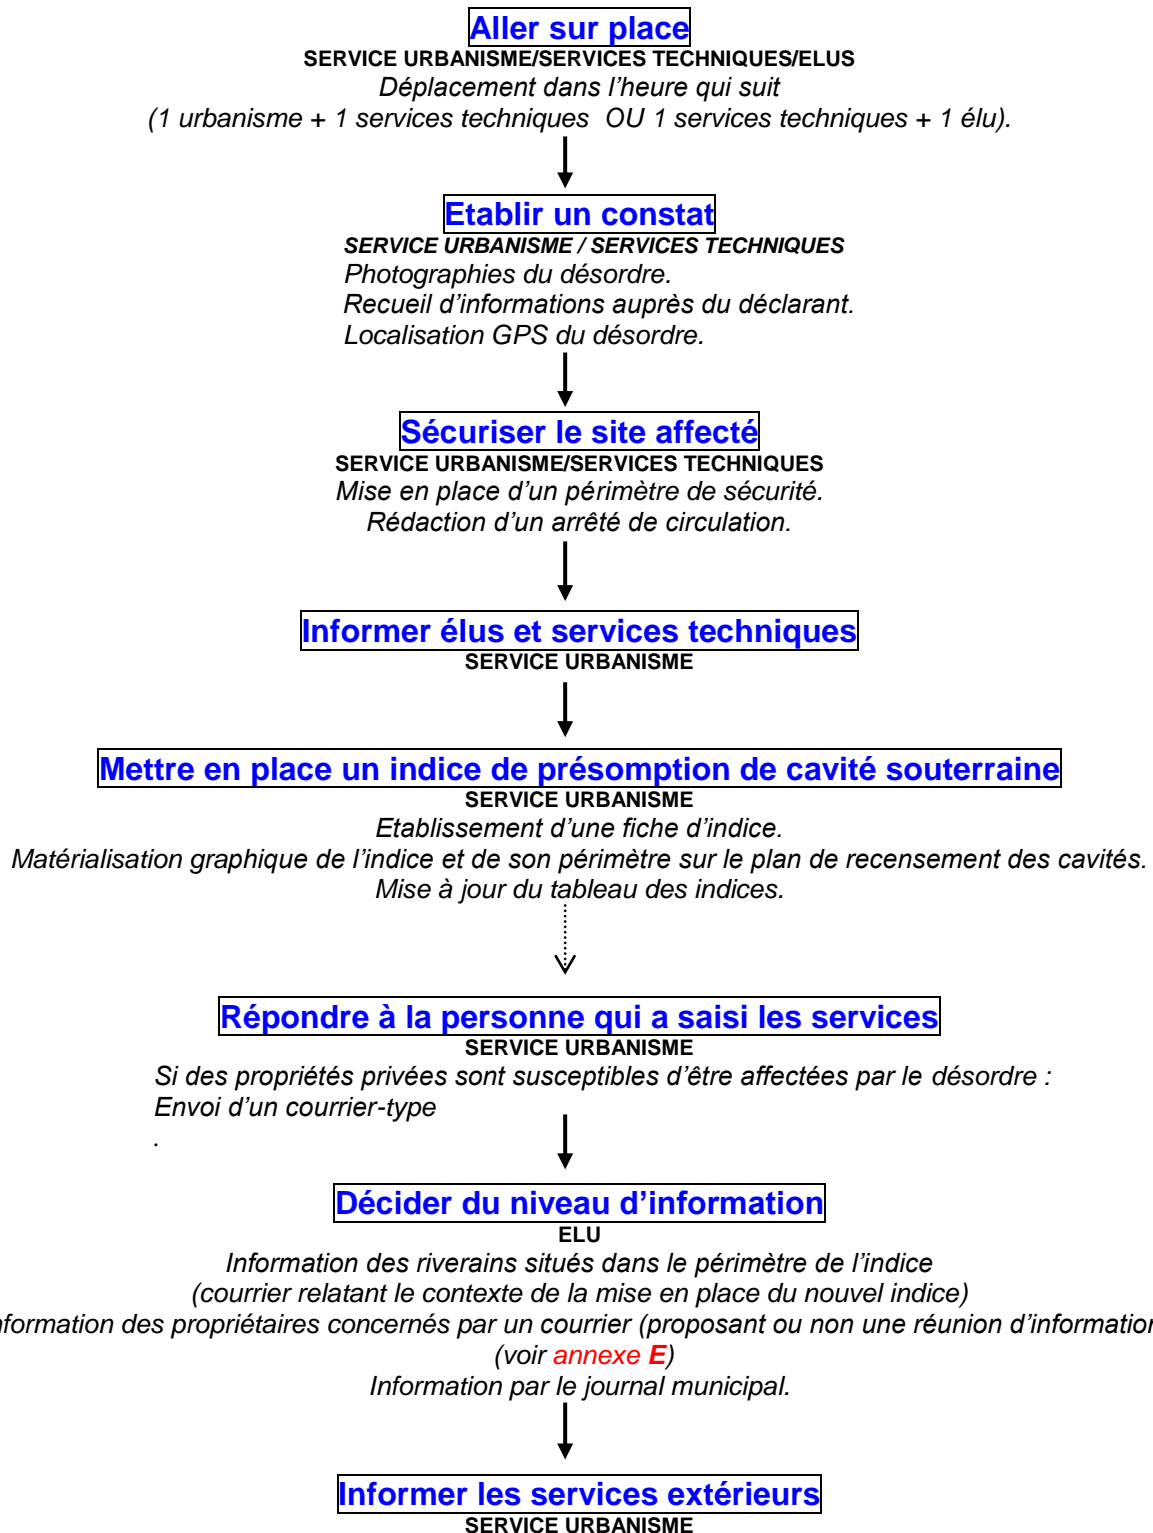 Aller sur place
SERVICE URBANISME/SERVICES TECHNIQUES/ELUS
Déplacement dans l'heure qui suit
(1 urbanisme + 1 services techniques OU 1 services techniques + 1 élu).
Etablir un constat
SERVICE URBANISME / SERVICES TECHNIQUES
Photographies du désordre.
Recueil d'informations auprès du déclarant.
Localisation GPS du désordre.
Sécuriser le site affecté
SERVICE URBANISME/SERVICES TECHNIQUES
Mise en place d'un périmètre de sécurité.
Rédaction d'un arrêté de circulation.
Informer élus et services techniques
SERVICE URBANISME
Mettre en place un indice de présomption de cavité souterraine
SERVICE URBANISME
Etablissement d'une fiche d'indice.
Matérialisation graphique de l'indice et de son périmètre sur le plan de recensement des cavités.
Mise à jour du tableau des indices.
Répondre à la personne qui a saisi les services
SERVICE URBANISME
Si des propriétés privées sont susceptibles d'être affectées par le désordre :
Envoi d'un courrier-type
.
Décider du niveau d'information
ELU
Information des riverains situés dans le périmètre de l'indice
(courrier relatant le contexte de la mise en place du nouvel indice)
nformation des propriétaires concernés par un courrier (proposant ou non une réunion d'information
(voir annexe E)
Information par le journal municipal.
Informer les services extérieurs
SERVICE URBANISME